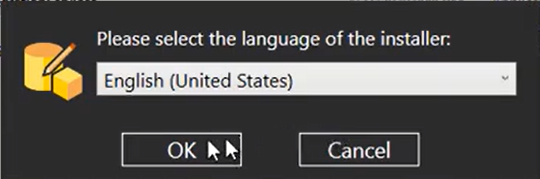 Please select the language of the installer:
English (United States)
OK
Cancel